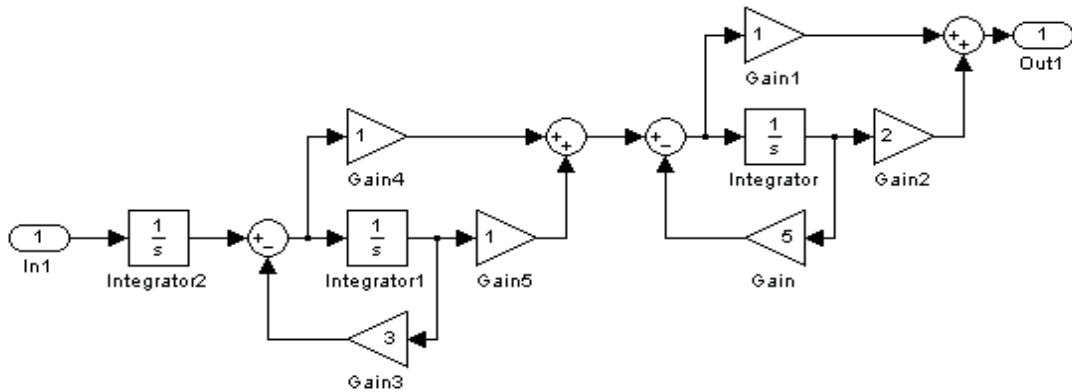 1
Gain1
+
+
1
Out1
1
Gain4
+
+
+
−
1
s
Integrator
2
Gain2
1
In1
1
s
Integrator2
+
−
1
s
Integrator1
1
Gain5
5
Gain
3
Gain3